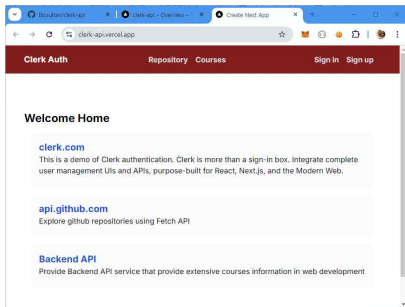 lbcoulter/clerk-api
clerk-api - Overview –
Create Next App
clerk-api.vercel.app
Clerk Auth
Repository Courses
Sign in Sign up
Welcome Home
clerk.com
This is a demo of Clerk authentication. Clerk is more than a sign-in box. Integrate complete
user management UIs and APIs, purpose-built for React, Next.js, and the Modern Web.
api.github.com
Explore github repositories using Fetch API
Backend API
Provide Backend API service that provide extensive courses information in web development